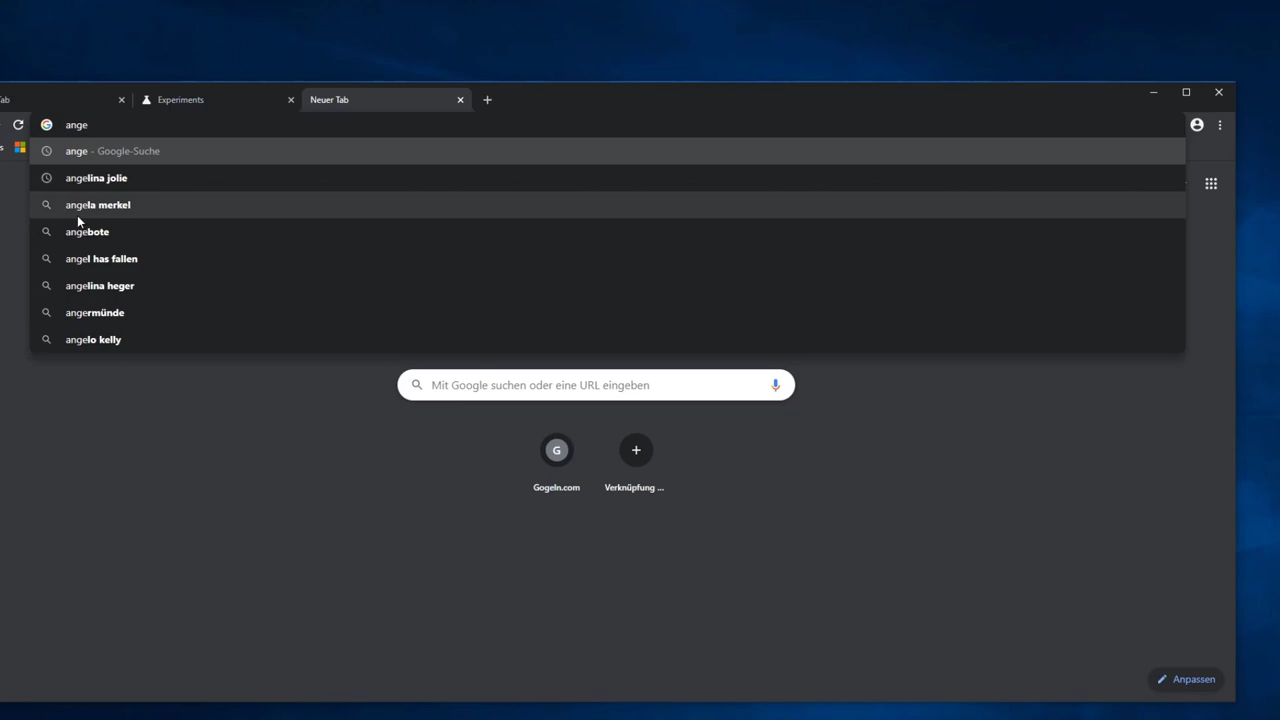 Tab
Experiments
Neuer Tab
ange
s
ange - Google-Suche
angelina jolie
angela merkel
angebote
angel has fallen
angelina heger
angermünde
angelo kelly
Mit Google suchen oder eine URL eingeben
G
Gogeln.com
Verknüpfung ...
Anpassen